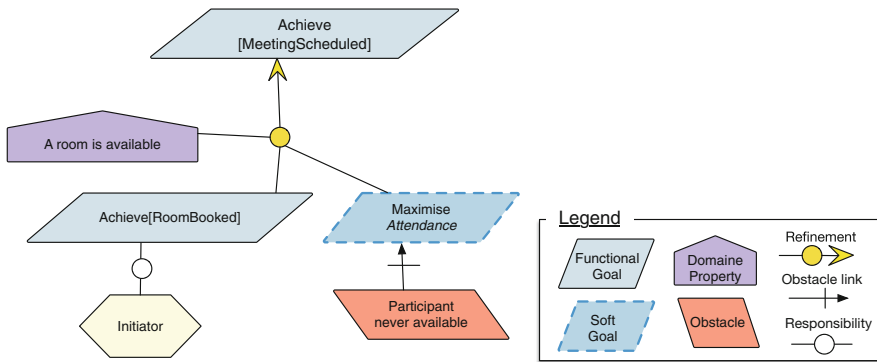 Achieve
[MeetingScheduled]
A room is available
Achieve[RoomBooked]
Maximise
Attendance
Initiator
Participant
never available
Legend
Functional
Goal
Domaine
Property
Refinement
Obstacle link
Soft
Goal
Obstacle
Responsibility